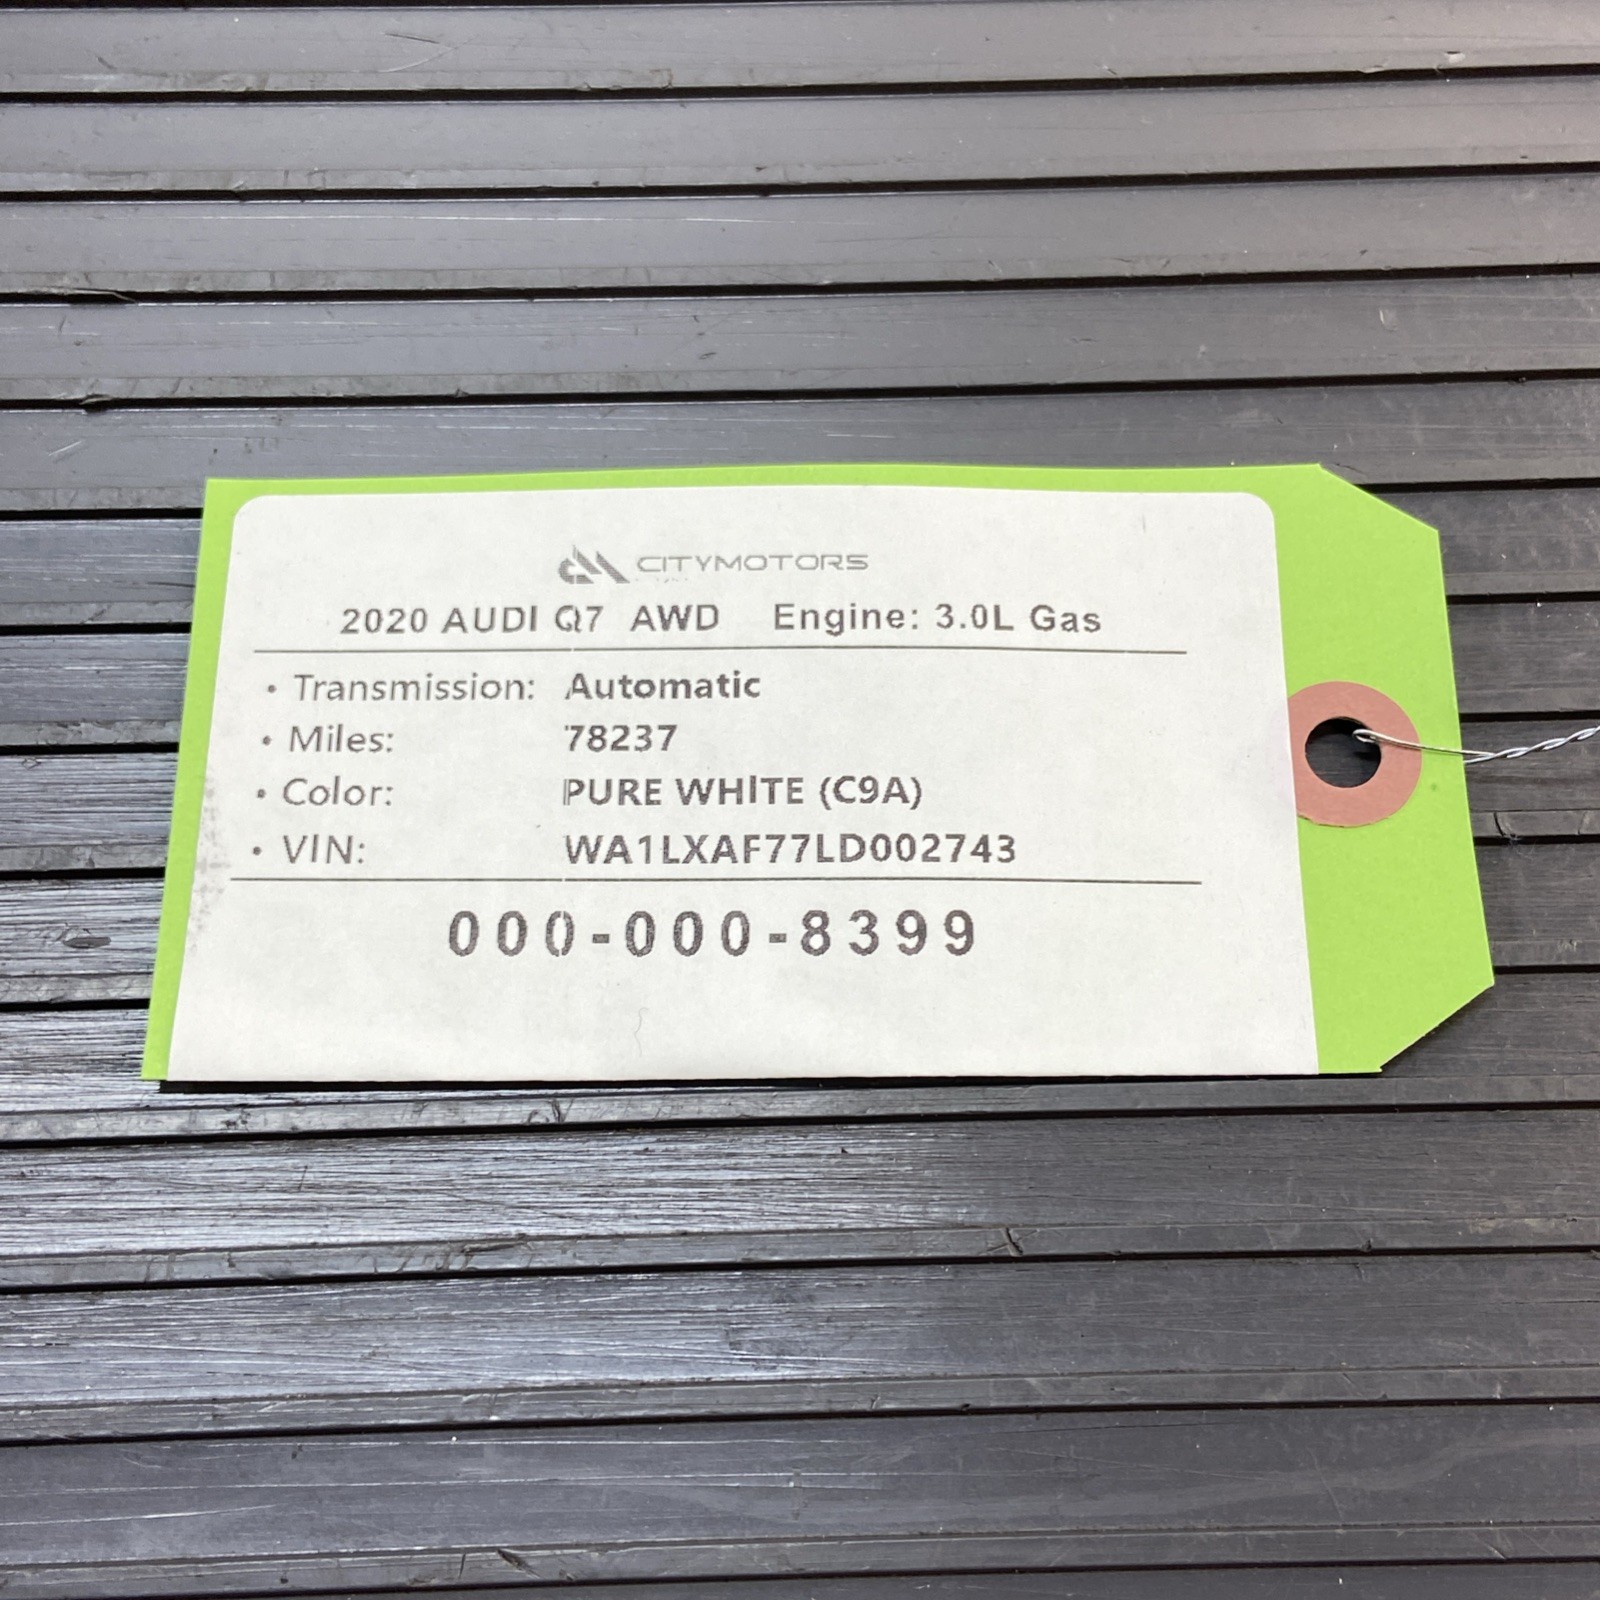 CITYMOTORS
2020 AUDI Q7 AWD Engine: 3.0L Gas
• Transmission: Automatic
• Miles: 78237
• Color: PURE WHITE (C9A)
• VIN: WA1LXAF77LD002743
000-000-8399